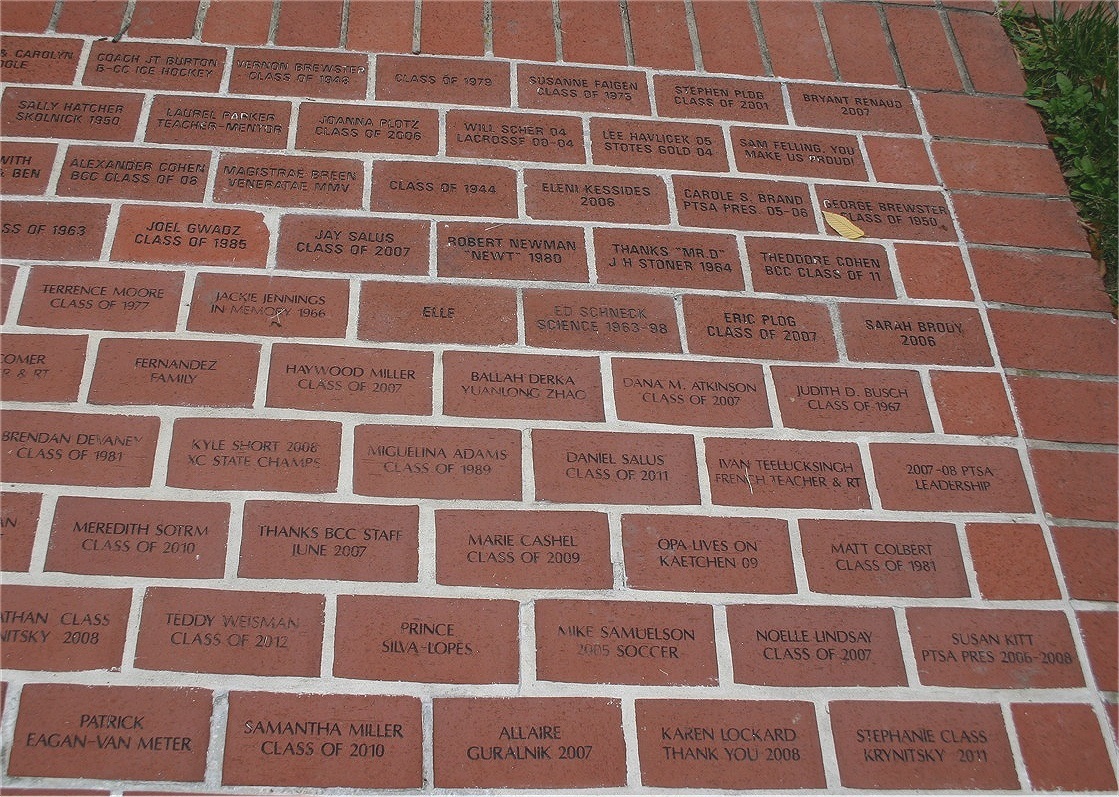 & CAROLYN
COACH JT BURTON
B-CC ICE HOCKEY
VERNON BREWSTER
CLASS OF 1948
CLASS OF 1979
SUSANNE FAIGEN
CLASS OF 1973
STEPHEN PLOG
CLASS OF 2001
BRYANT RENAUD
2007
SALLY HATCHER
SKOLNICK 1950
LAUREL PARKER
TEACHER-MENTOR
JOANNA PLOTZ
CLASS OF 2006
WILL SCHER 04
LACROSSE 00-04
LEE HAVLICEK 05
STOTES GOLD 04
SAM FELLING, YOU
MAKE US PROUD!
WITH
& BEN
ALEXANDER COHEN
BCC CLASS OF 08
MAGISTRAE BREEN
VENERATAE MMV
CLASS OF 1944
ELENI KESSIDES
2006
CAROLE S. BRAND
PTSA PRES. 05-06
GEORGE BREWSTER
CLASS OF 1950
SS OF 1963
JOEL GWADZ
CLASS OF 1985
JAY SALUS
CLASS OF 2007
ROBERT NEWMAN
"NEWT" 1980
THANKS "MR.D"
J H STONER 1964
THEODORE COHEN
BCC CLASS OF 11
TERRENCE MOORE
CLASS OF 1977
JACKIE JENNINGS
IN MEMORY 1966
ELLE
ED SCHNECK
SCIENCE 1963-98
ERIC PLOG
CLASS OF 2007
SARAH BRODY
2006
COMER
R & RT
FERNANDEZ
FAMILY
HAYWOOD MILLER
CLASS OF 2007
BALLAH DERKA
YUANLONG ZHAO
DANA M. ATKINSON
CLASS OF 2007
JUDITH D. BUSCH
CLASS OF 1967
BRENDAN DEVANEY
CLASS OF 1981
KYLE SHORT 2008
XC STATE CHAMPS
MIGUELINA ADAMS
CLASS OF 1989
DANIEL SALUS
CLASS OF 2011
IVAN TEELUCKSINGH
FRENCH TEACHER & RT
2007-08 PTSA
LEADERSHIP
AN
MEREDITH SOTRM
CLASS OF 2010
THANKS BCC STAFF
JUNE 2007
MARIE CASHEL
CLASS OF 2009
OPA LIVES ON
KAETCHEN 09
MATT COLBERT
CLASS OF 1981
ATHAN CLASS
NITSKY 2008
TEDDY WEISMAN
CLASS OF 2012
PRINCE
SILVA-LOPES
MIKE SAMUELSON
2005 SOCCER
NOELLE LINDSAY
CLASS OF 2007
SUSAN KITT
PTSA PRES 2006-2008
PATRICK
EAGAN-VAN METER
SAMANTHA MILLER
CLASS OF 2010
ALLAIRE
GURALNIK 2007
KAREN LOCKARD
THANK YOU 2008
STEPHANIE CLASS
KRYNITSKY 2011